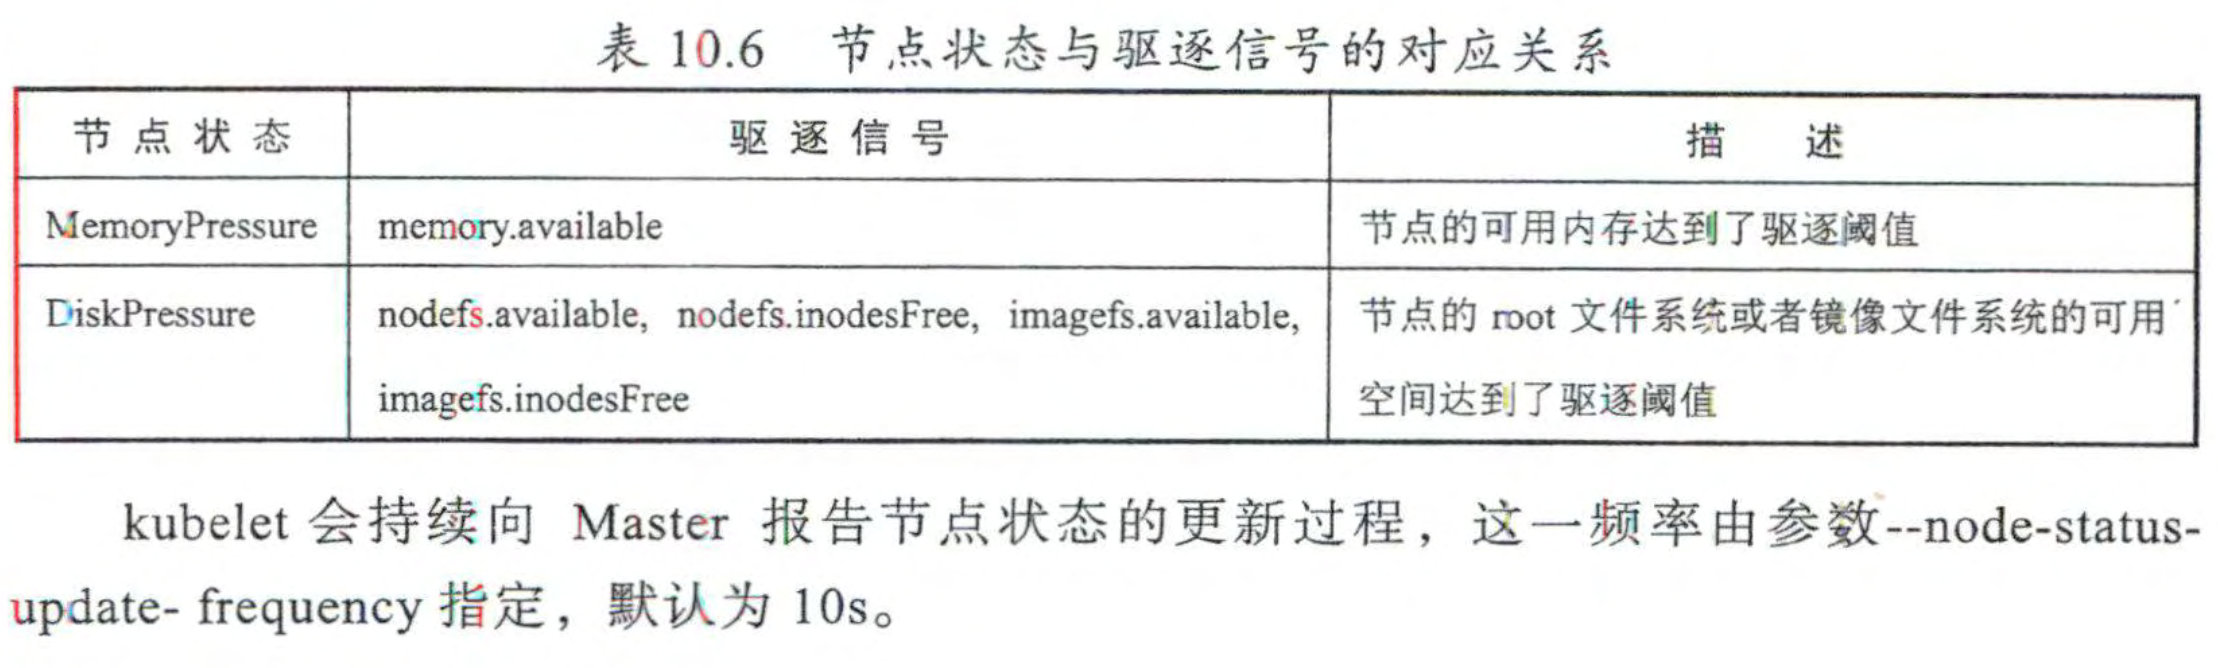 表 10.6 节点状态与驱逐信号的对应关系
节点状态 驱逐信号 描述
MemoryPressure memory.available 节点的可用内存达到了驱逐阈值
DiskPressure nodefs.available, nodefs.inodesFree, imagefs.available, 节点的 root 文件系统或者镜像文件系统的可用
imagefs.inodesFree 空间达到了驱逐阈值
kubelet 会持续向 Master 报告节点状态的更新过程，这一频率由参数--node-status-
update- frequency 指定，默认为 10s。